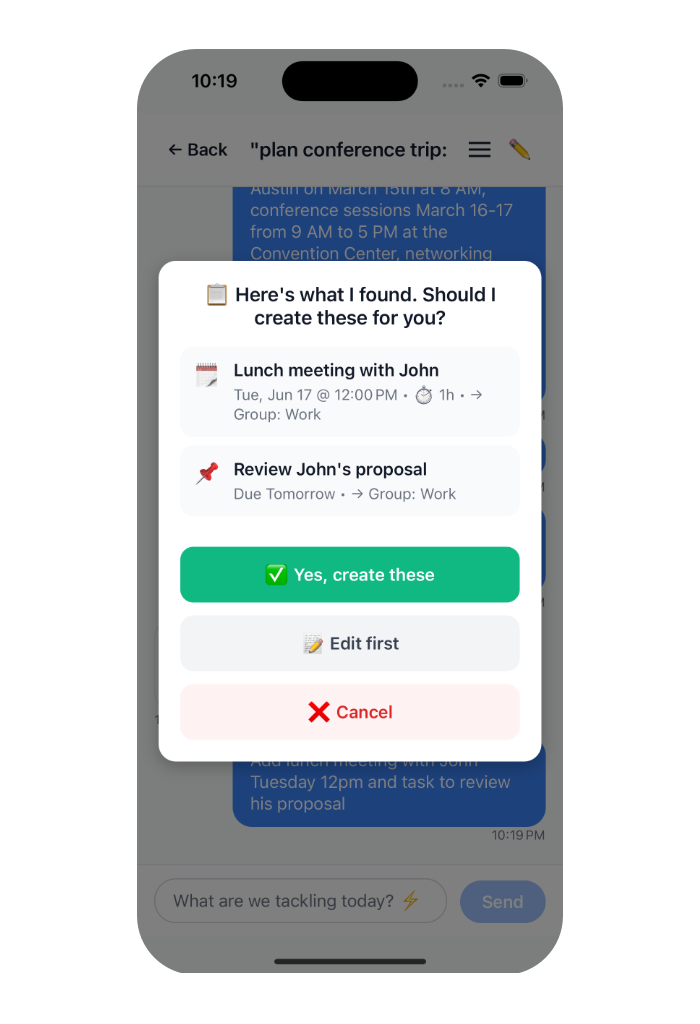 10:19
← Back "plan conference trip:
Austin on March 15th at 8 AM,
conference sessions March 16-17
from 9 AM to 5 PM at the
Convention Center, networking
Here's what I found. Should I
create these for you?
Lunch meeting with John
Tue, Jun 17 @ 12:00 PM • ⏱ 1h • →
Group: Work
Review John's proposal
Due Tomorrow • → Group: Work
Yes, create these
Edit first
Cancel
Add lunch meeting with John
Tuesday 12pm and task to review
his proposal
10:19 PM
What are we tackling today? ⚡
Send